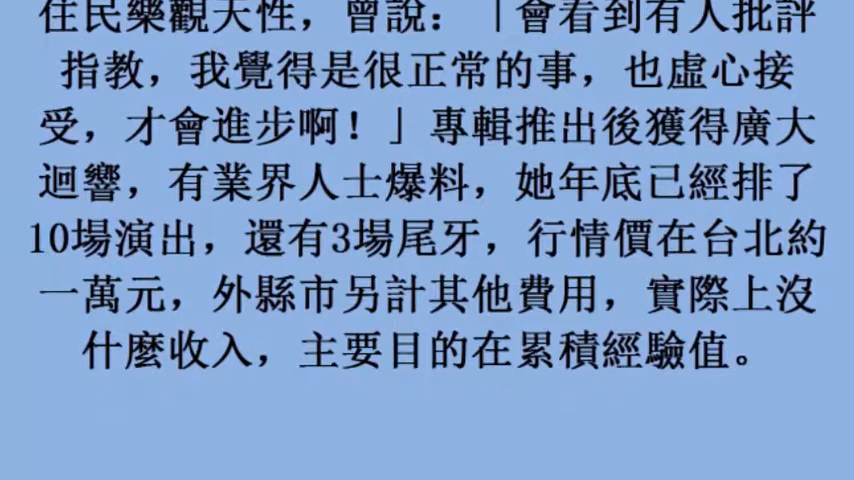 住民樂觀天性，曾說：「會看到有人批評
指教，我覺得是很正常的事，也虛心接
受，才會進步啊！」專輯推出後獲得廣大
迴響，有業界人士爆料，她年底已經排了
10場演出，還有3場尾牙，行情價在台北約
一萬元，外縣市另計其他費用，實際上沒
什麼收入，主要目的在累積經驗值。